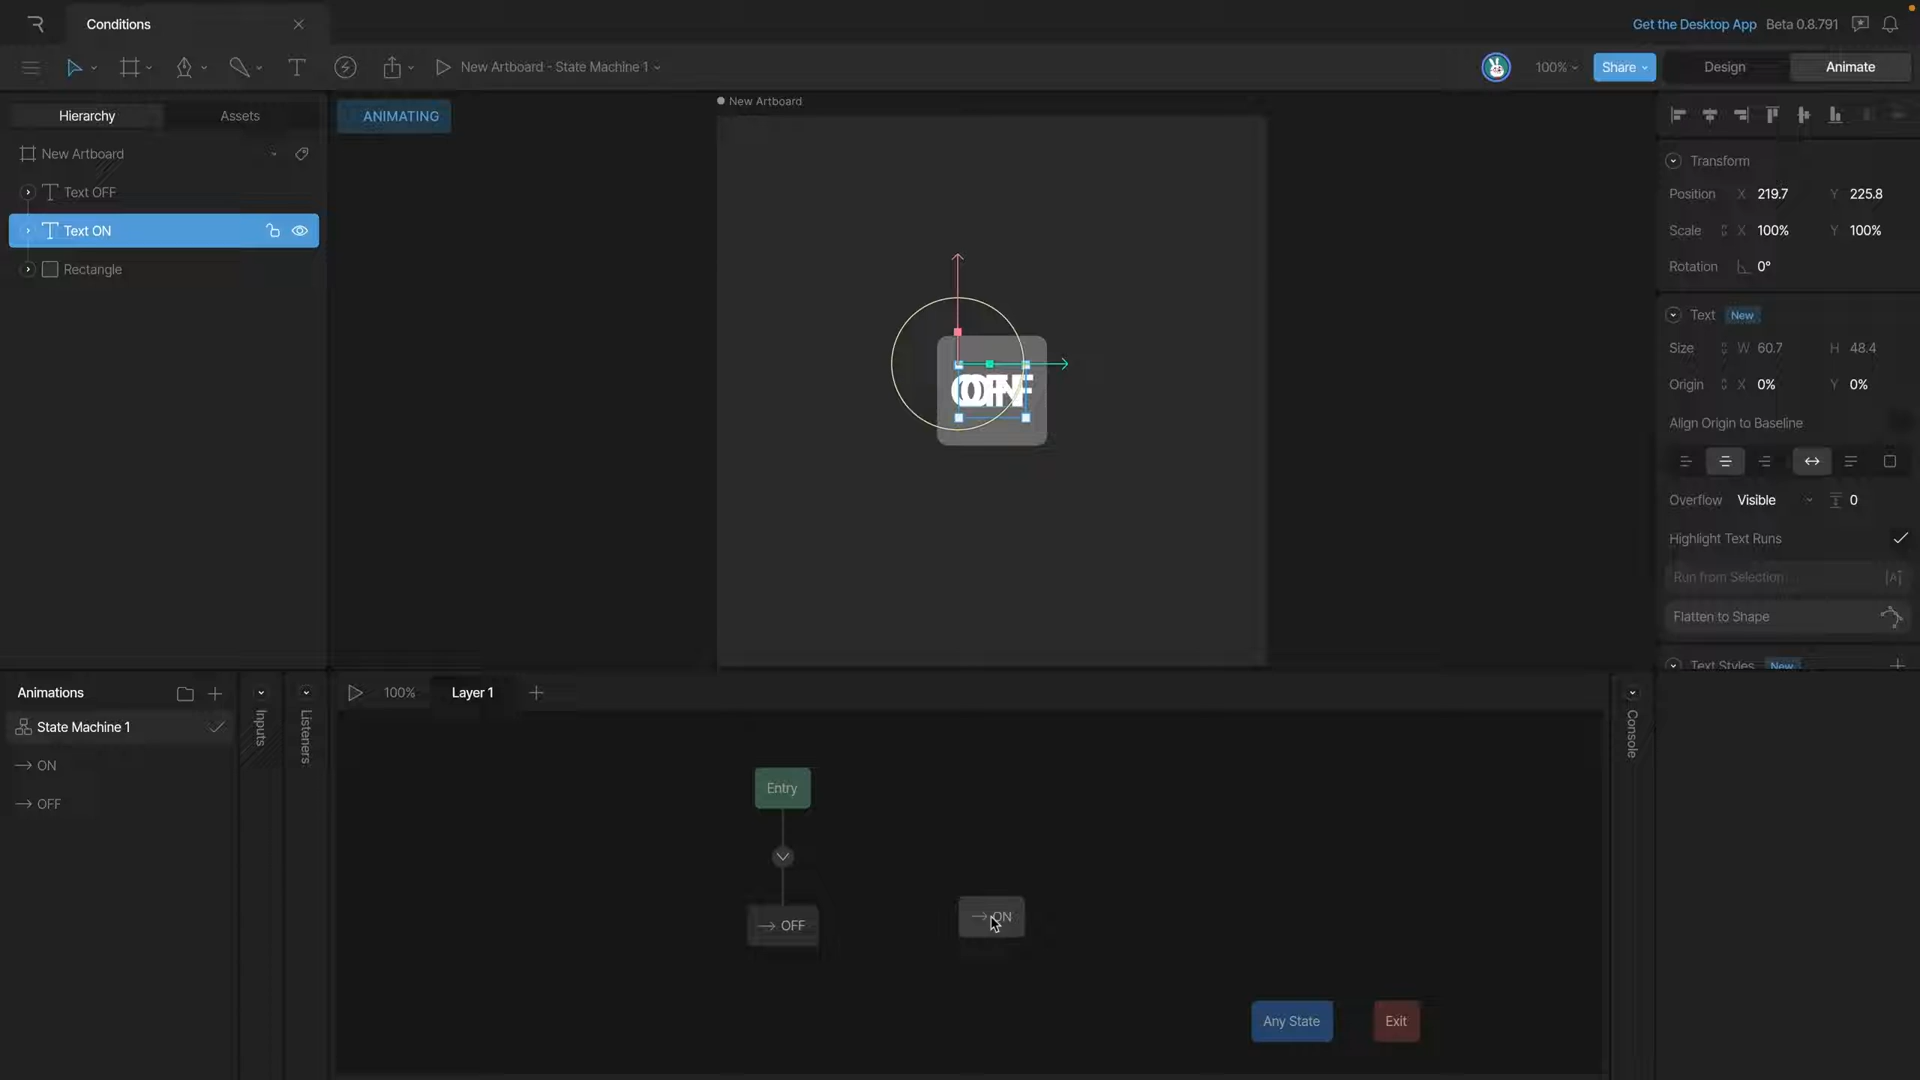 Conditions
Get the Desktop App Beta 0.8.791
New Artboard - State Machine 1
100%
Share
Design
Animate
Hierarchy
Assets
ANIMATING
New Artboard
New Artboard
Text OFF
Text ON
Rectangle
Transform
Position X 219.7 Y 225.8
Scale X 100% Y 100%
Rotation 0°
Text New
Size W 60.7 H 48.4
Origin X 0% Y 0%
Align Origin to Baseline
Overflow Visible 0
Highlight Text Runs
Run from Selection...
Flatten to Shape
Text Styles New
Animations
State Machine 1
ON
OFF
Inputs
Listeners
100%
Layer 1
Entry
OFF
ON
Any State
Exit
Console